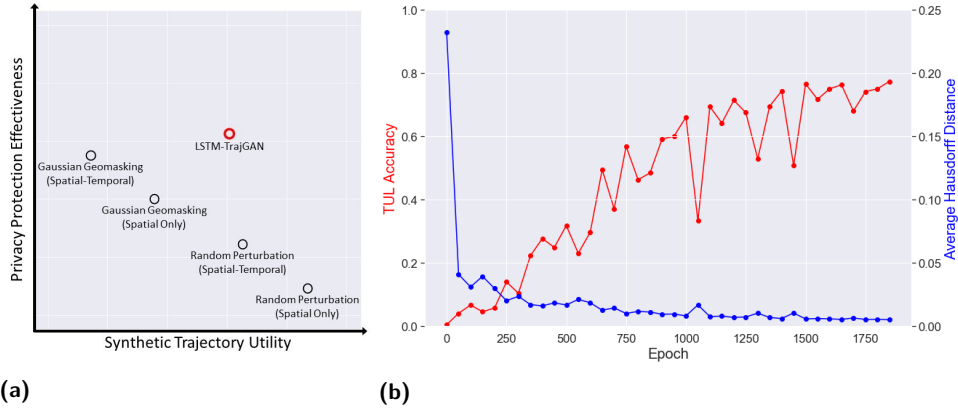 Privacy Protection Effectiveness
LSTM-TrajGAN
Gaussian Geomasking
(Spatial-Temporal)
Gaussian Geomasking
(Spatial Only)
Random Perturbation
(Spatial-Temporal)
Random Perturbation
(Spatial Only)
Synthetic Trajectory Utility
(a)
TUL Accuracy
1.0
0.8
0.6
0.4
0.2
0.0
0
250
500
750
1000
1250
1500
1750
Epoch
0.25
0.20
0.15
0.10
0.05
0.00
Average Hausdorff Distance
(b)